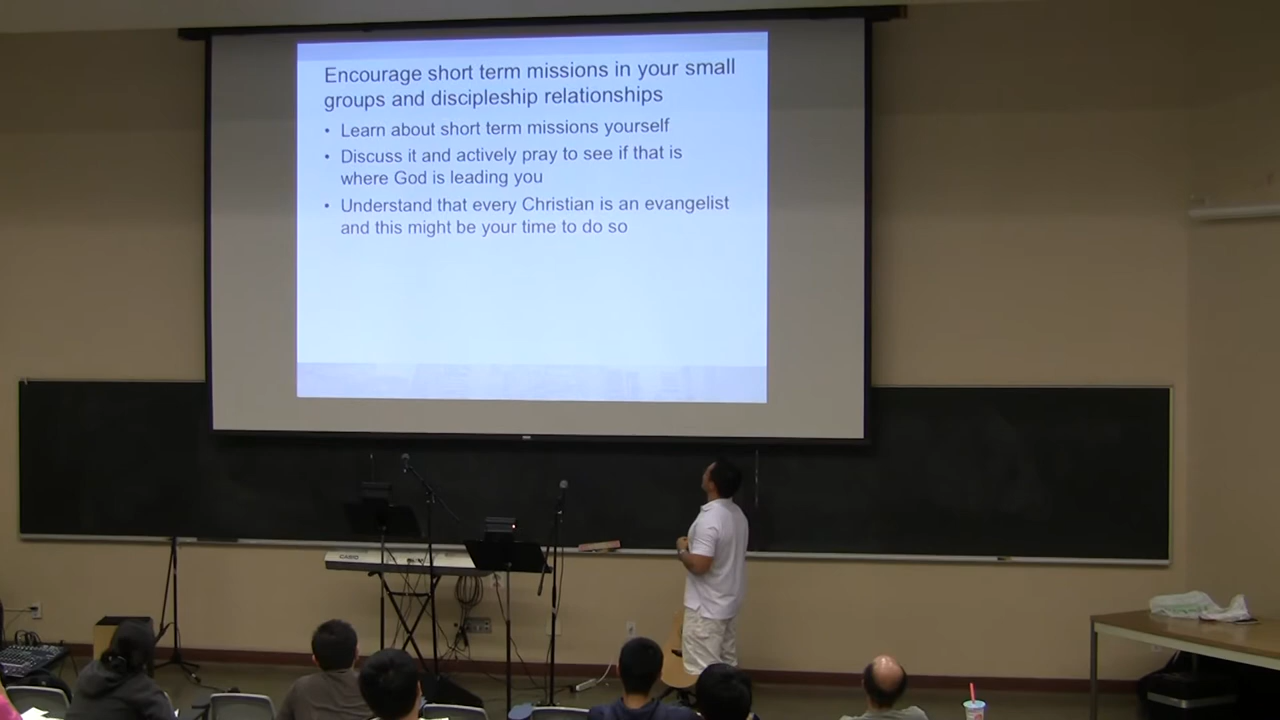 Encourage short term missions in your small
groups and discipleship relationships
• Learn about short term missions yourself
• Discuss it and actively pray to see if that is
where God is leading you
• Understand that every Christian is an evangelist
and this might be your time to do so
CASIO